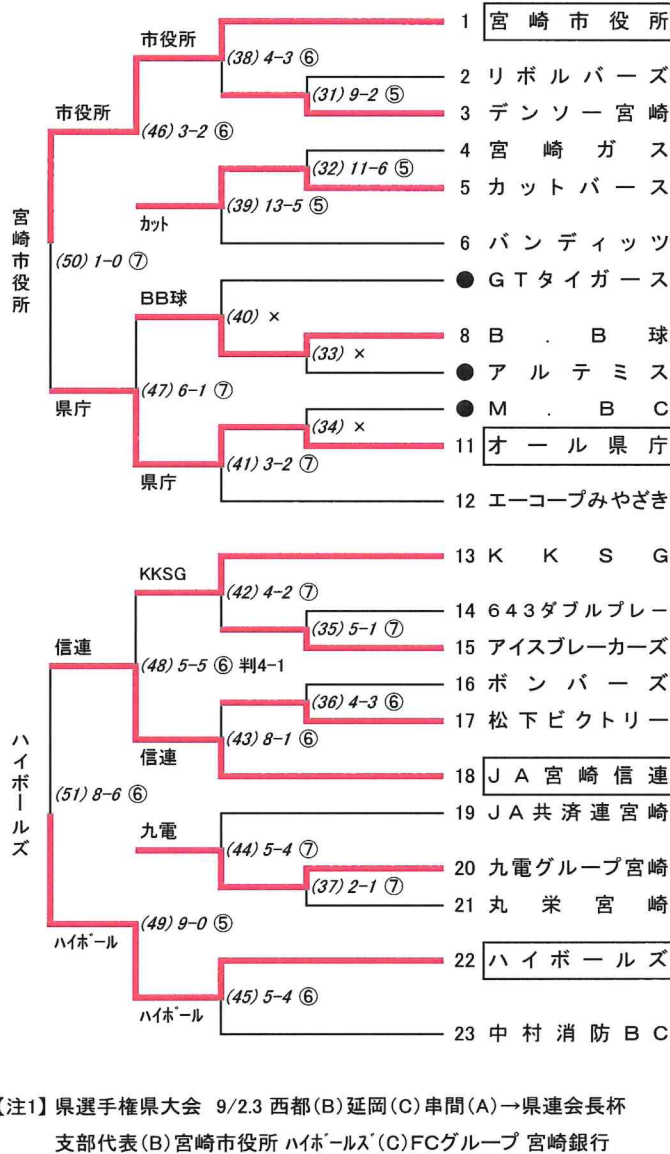 1 宮崎市役所
市役所
(38) 4-3 ⑥
2 リボルバーズ
(31) 9-2 ⑤
3 デンソー宮崎
市役所
(46) 3-2 ⑥
4 宮崎ガス
(32) 11-6 ⑤
5 カットバース
カット
(39) 13-5 ⑤
宮崎市役所
6 バンディッツ
(50) 1-0 ⑦
● GTタイガース
BB球
(40) ×
8 B.B球
(33) ×
● アルテミス
(47) 6-1 ⑦
県庁
● M.BC
(34) ×
11 オール県庁
(41) 3-2 ⑦
県庁
12 エーコープみやざき
13 KKSG
KKSG
(42) 4-2 ⑦
14 643ダブルプレー
(35) 5-1 ⑦
15 アイスブレーカーズ
信連
(48) 5-5 ⑥ 判4-1
16 ボンバーズ
(36) 4-3 ⑥
17 松下ビクトリー
(43) 8-1 ⑥
信連
18 JA宮崎信連
ハイボールズ
(51) 8-6 ⑥
19 JA共済連宮崎
九電
(44) 5-4 ⑦
20 九電グループ宮崎
(37) 2-1 ⑦
21 丸栄宮崎
(49) 9-0 ⑤
ハイボール
22 ハイボールズ
(45) 5-4 ⑥
ハイボール
23 中村消防BC
【注1】県選手権県大会 9/2.3 西都(B)延岡(C)串間(A)→県連会長杯
支部代表(B)宮崎市役所 ハイボールズ(C)FCグループ 宮崎銀行